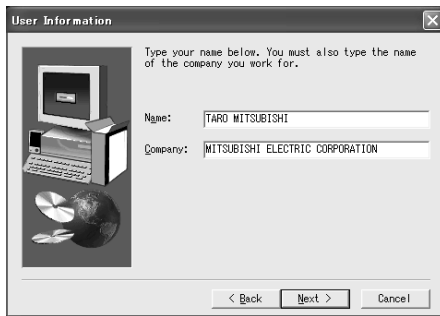 User Information
Type your name below. You must also type the name
of the company you work for.
Name: TARO MITSUBISHI
Company: MITSUBISHI ELECTRIC CORPORATION
< Back Next > Cancel